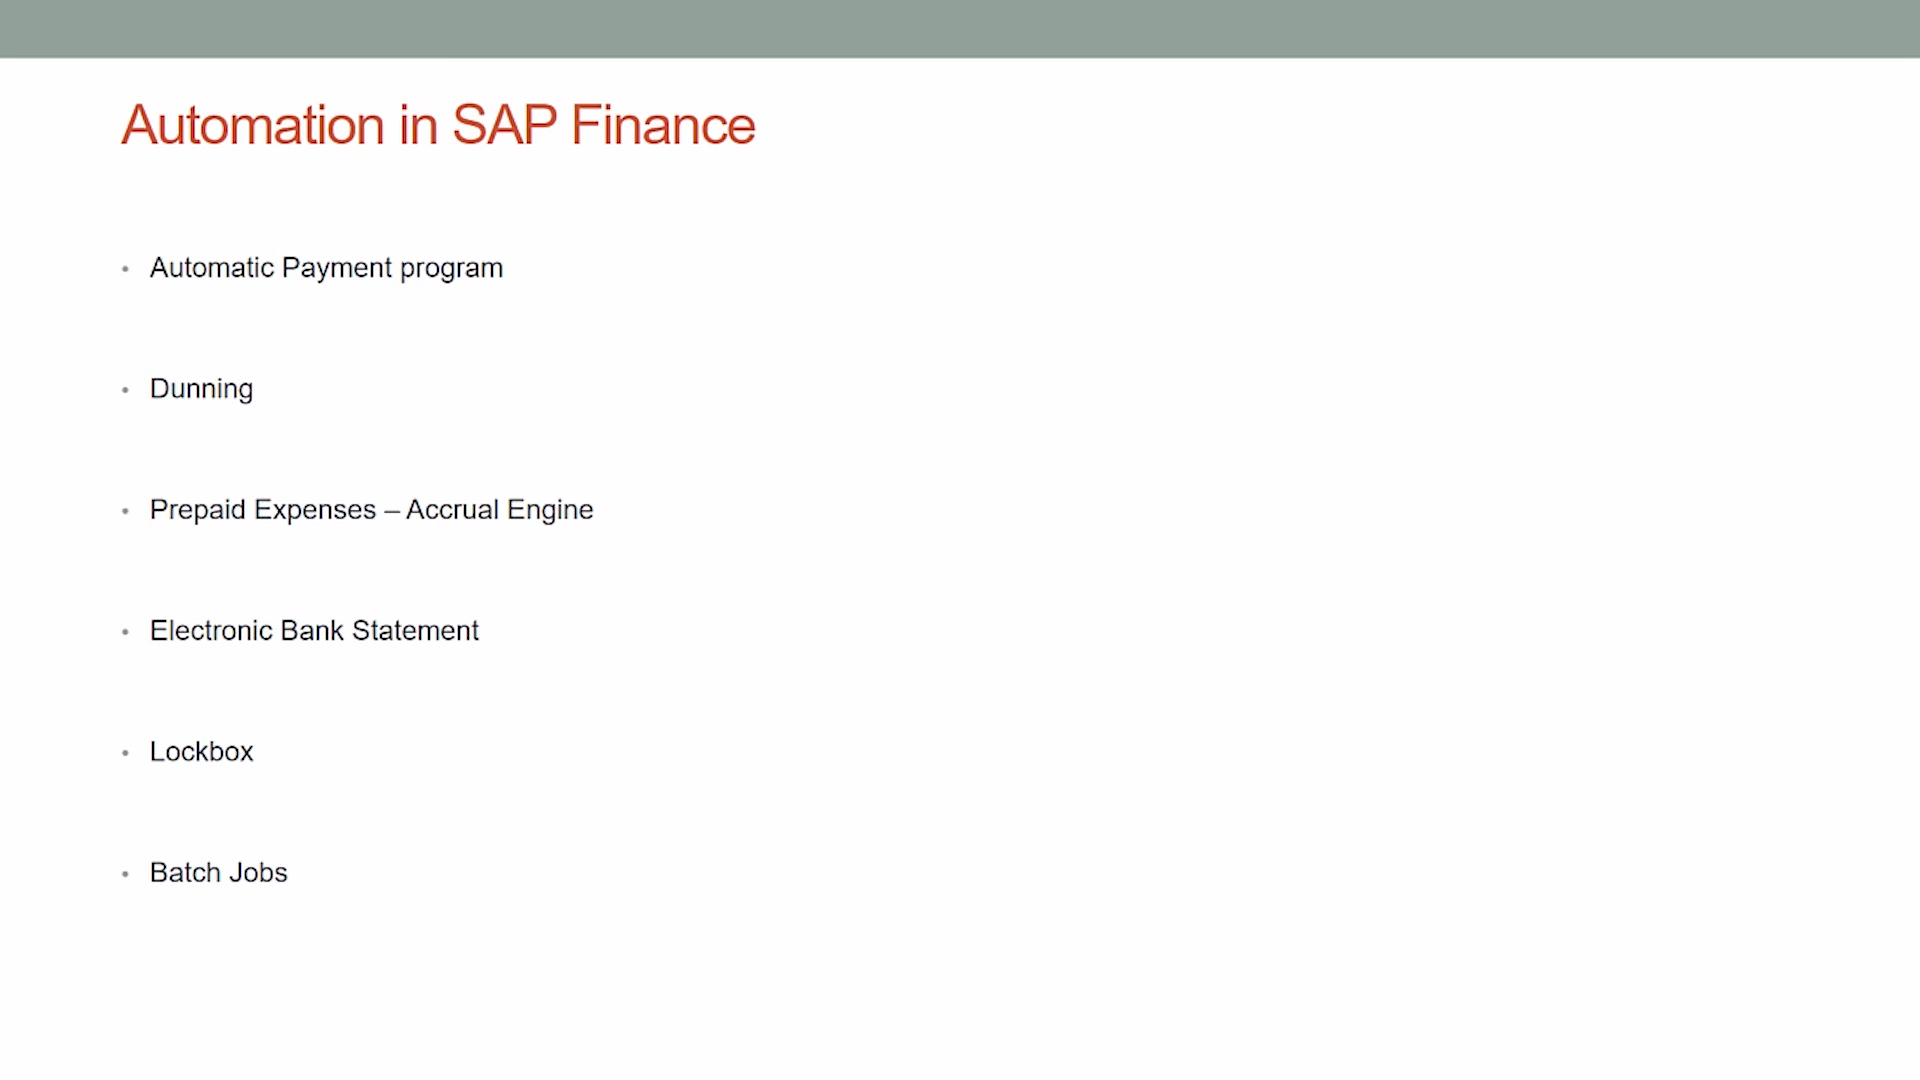 Automation in SAP Finance
• Automatic Payment program
• Dunning
• Prepaid Expenses – Accrual Engine
• Electronic Bank Statement
• Lockbox
• Batch Jobs